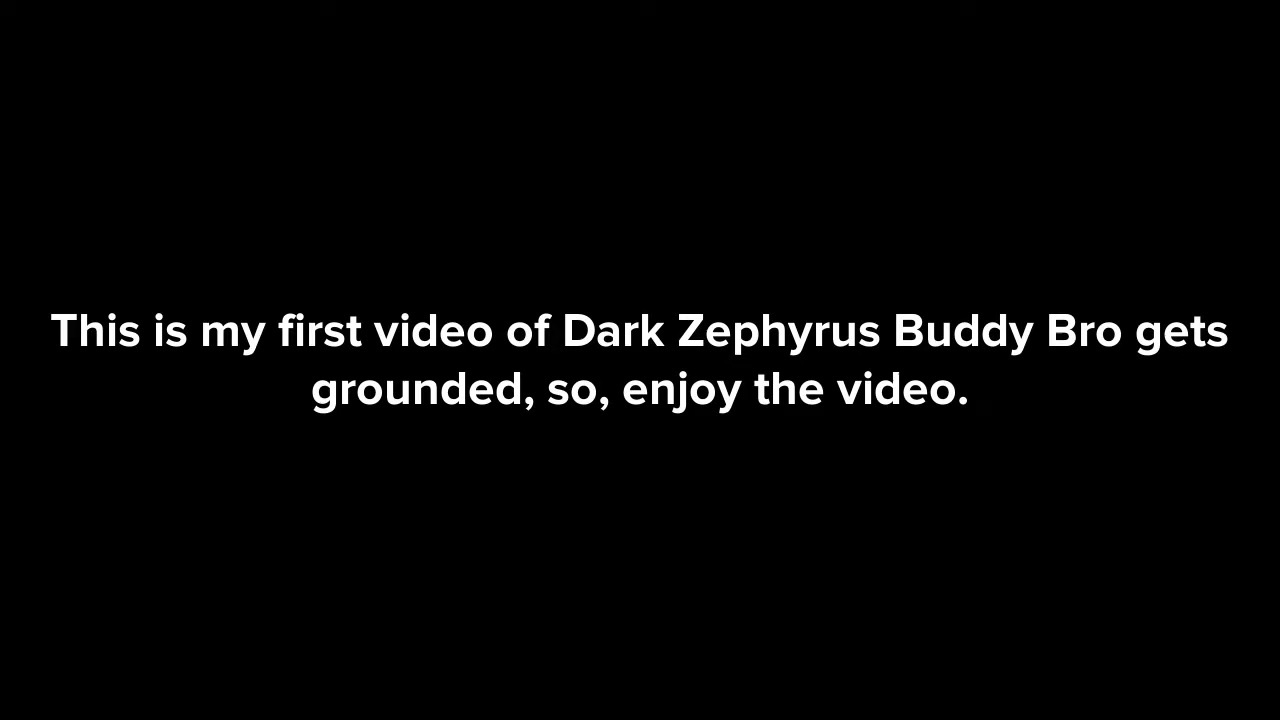 This is my first video of Dark Zephyrus Buddy Bro gets
grounded, so, enjoy the video.